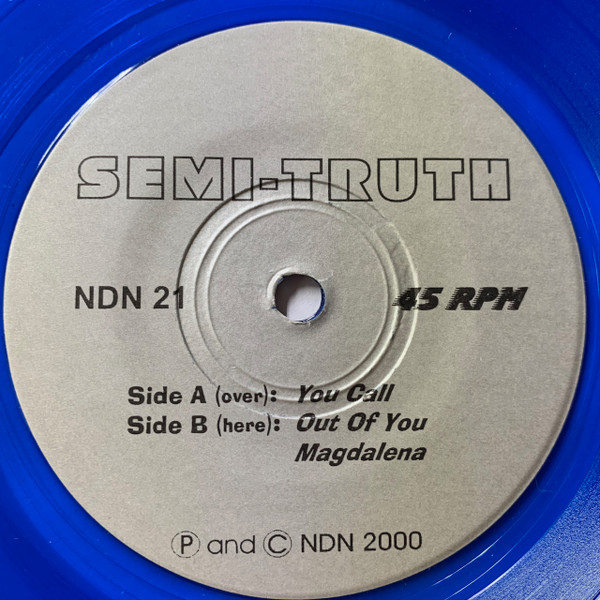 SEMI-TRUTH
NDN 21
45 RPM
Side A (over): You Call
Side B (here): Out Of You
Magdalena
Ⓟ and Ⓒ NDN 2000